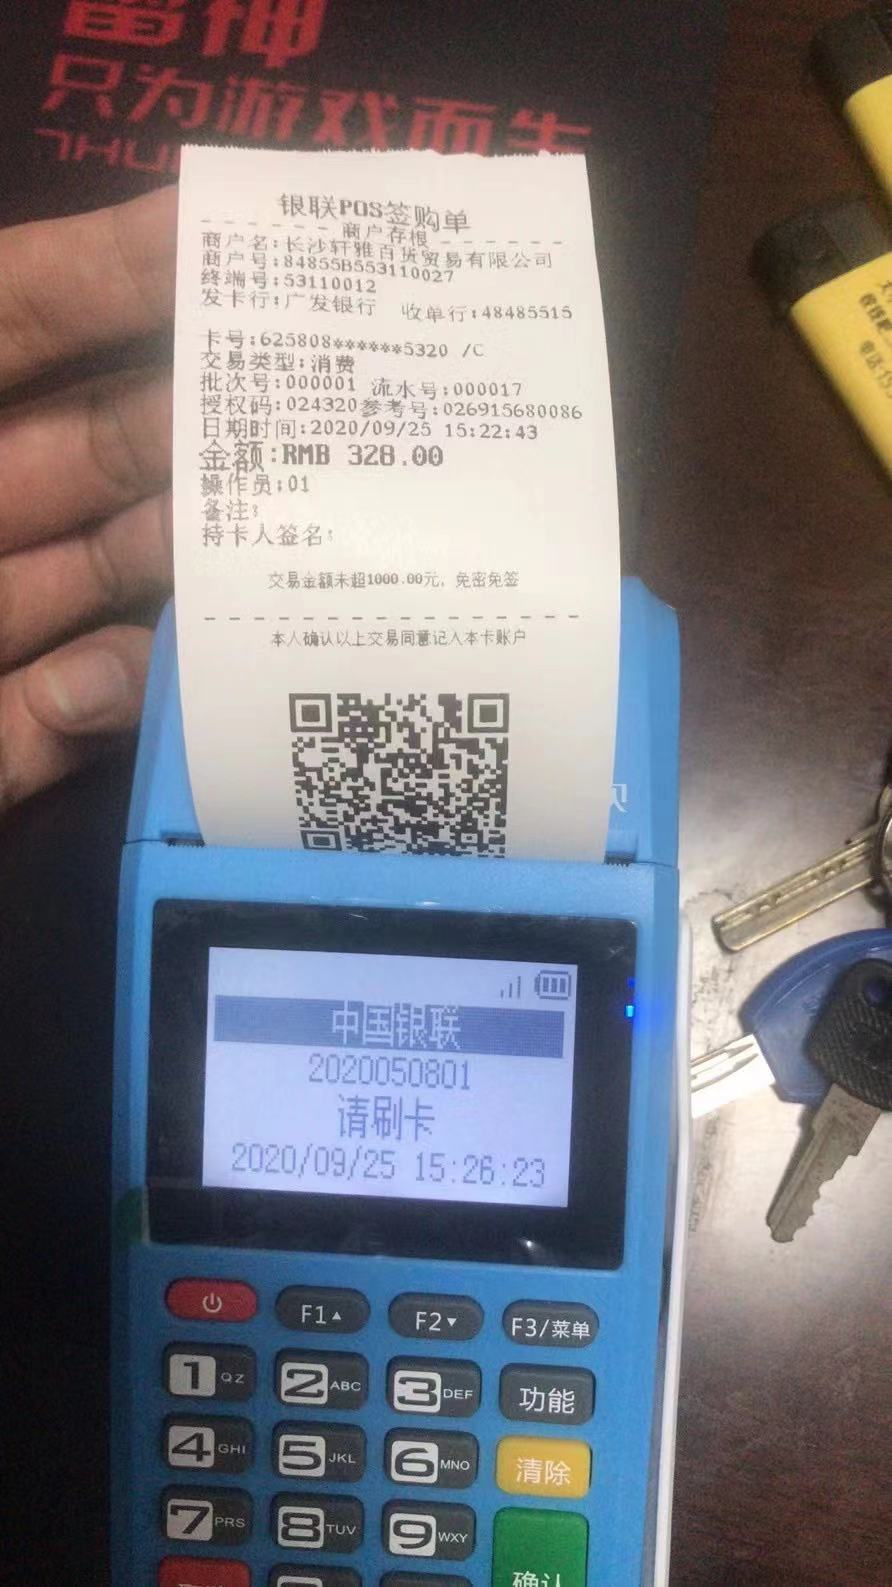 雷神
只为游戏而生
银联POS签购单
商户存根
商户名:长沙轩雅百货贸易有限公司
商户号:84855B553110027
终端号:53110012
发卡行:广发银行 收单行:48485515
卡号:625808******5320 /C
交易类型:消费
批次号:000001 流水号:000017
授权码:024320参考号:026915680086
日期时间:2020/09/25 15:22:43
金额:RMB 328.00
操作员:01
备注:
持卡人签名:
交易金额未超1000.00元，免密免签
本人确认以上交易同意记入本卡账户
中国银联
2020050801
请刷卡
2020/09/25 15:26:23
F1▲ F2▼ F3/菜单
1 QZ 2 ABC 3 DEF 功能
4 GHI 5 JKL 6 MNO 清除
7 PRS 8 TUV 9 WXY
确认